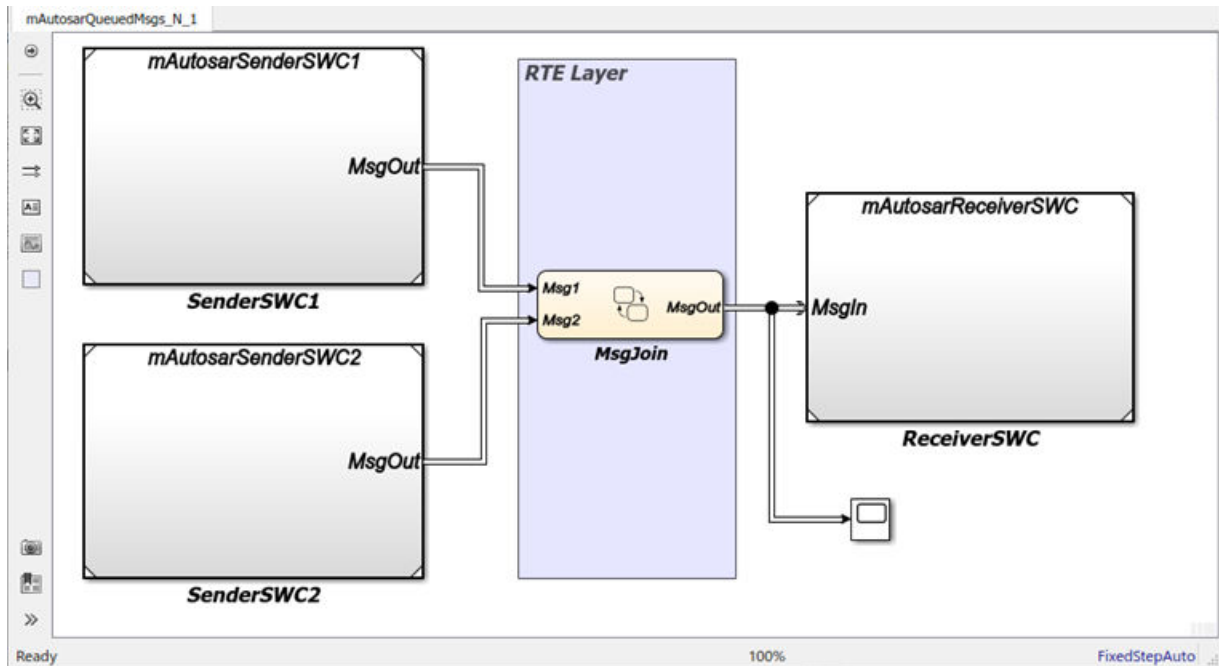 mAutosarQueuedMsgs_N_1
mAutosarSenderSWC1
MsgOut
SenderSWC1
mAutosarSenderSWC2
MsgOut
SenderSWC2
RTE Layer
Msg1
Msg2
MsgOut
MsgJoin
mAutosarReceiverSWC
MsgIn
ReceiverSWC
Ready
100%
FixedStepAuto